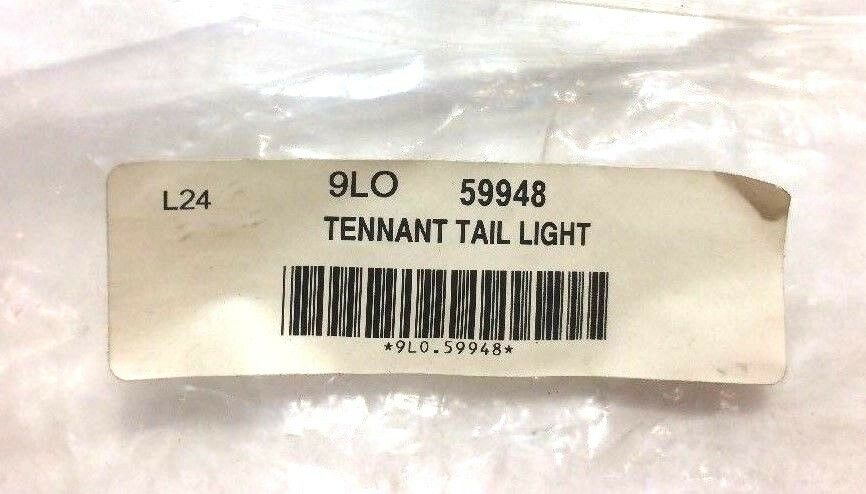 L24 9LO 59948
TENNANT TAIL LIGHT
*9LO.59948*